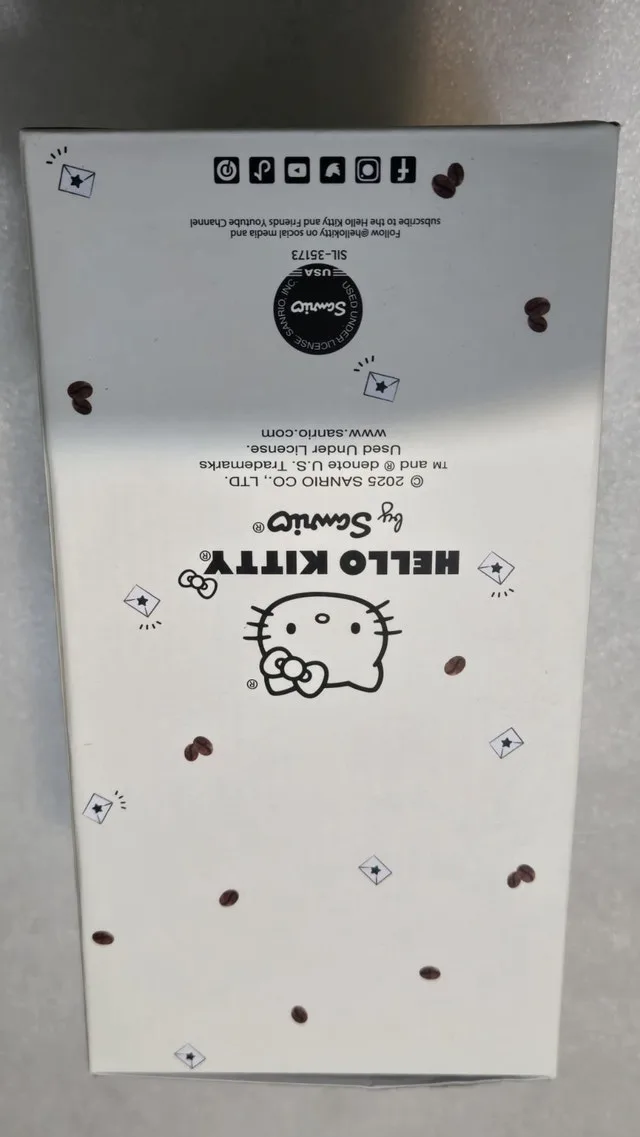 HELLO KITTY®
by Sanrio®
®
© 2025 SANRIO CO., LTD.
™ and ® denote U.S. Trademarks
Used Under License.
www.sanrio.com
USED UNDER LICENSE SANRIO, INC.
Sanrio
USA
SIL-35173
Follow@hellokitty on social media and
subscribe to the Hello Kitty and Friends Youtube Channel